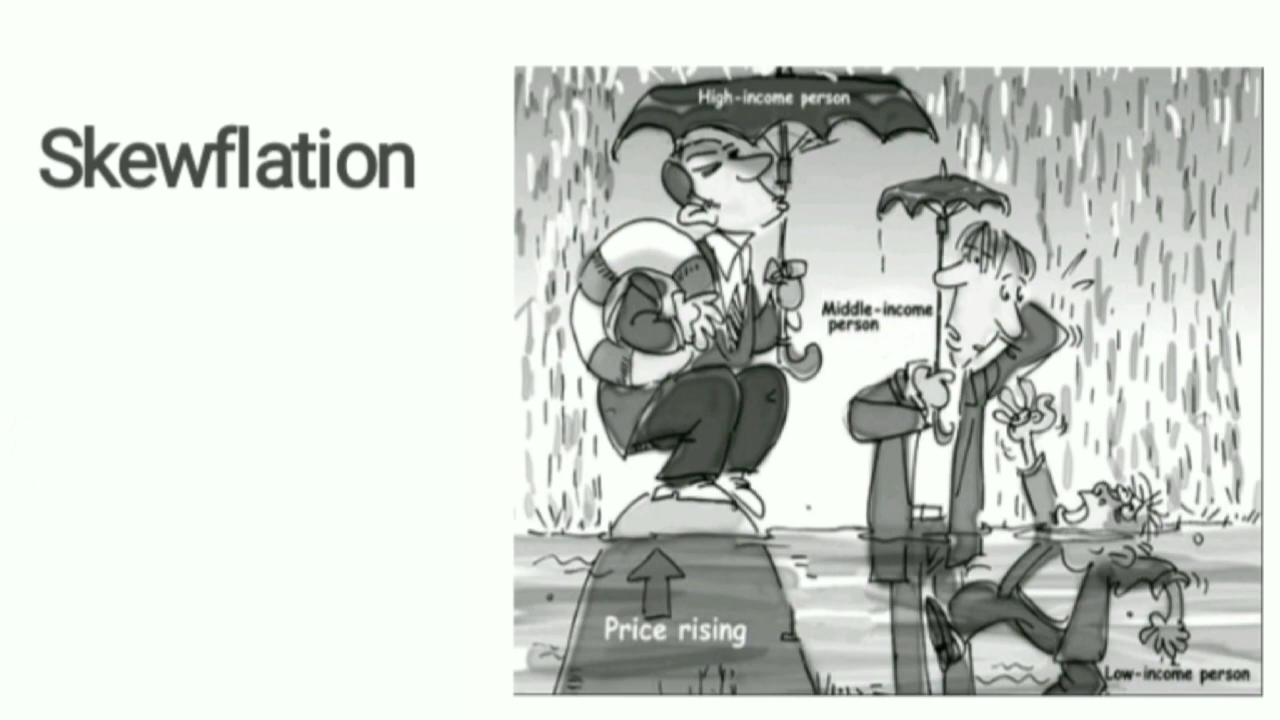 Skewflation
High-income person
Middle-income
person
Price rising
Low-income person